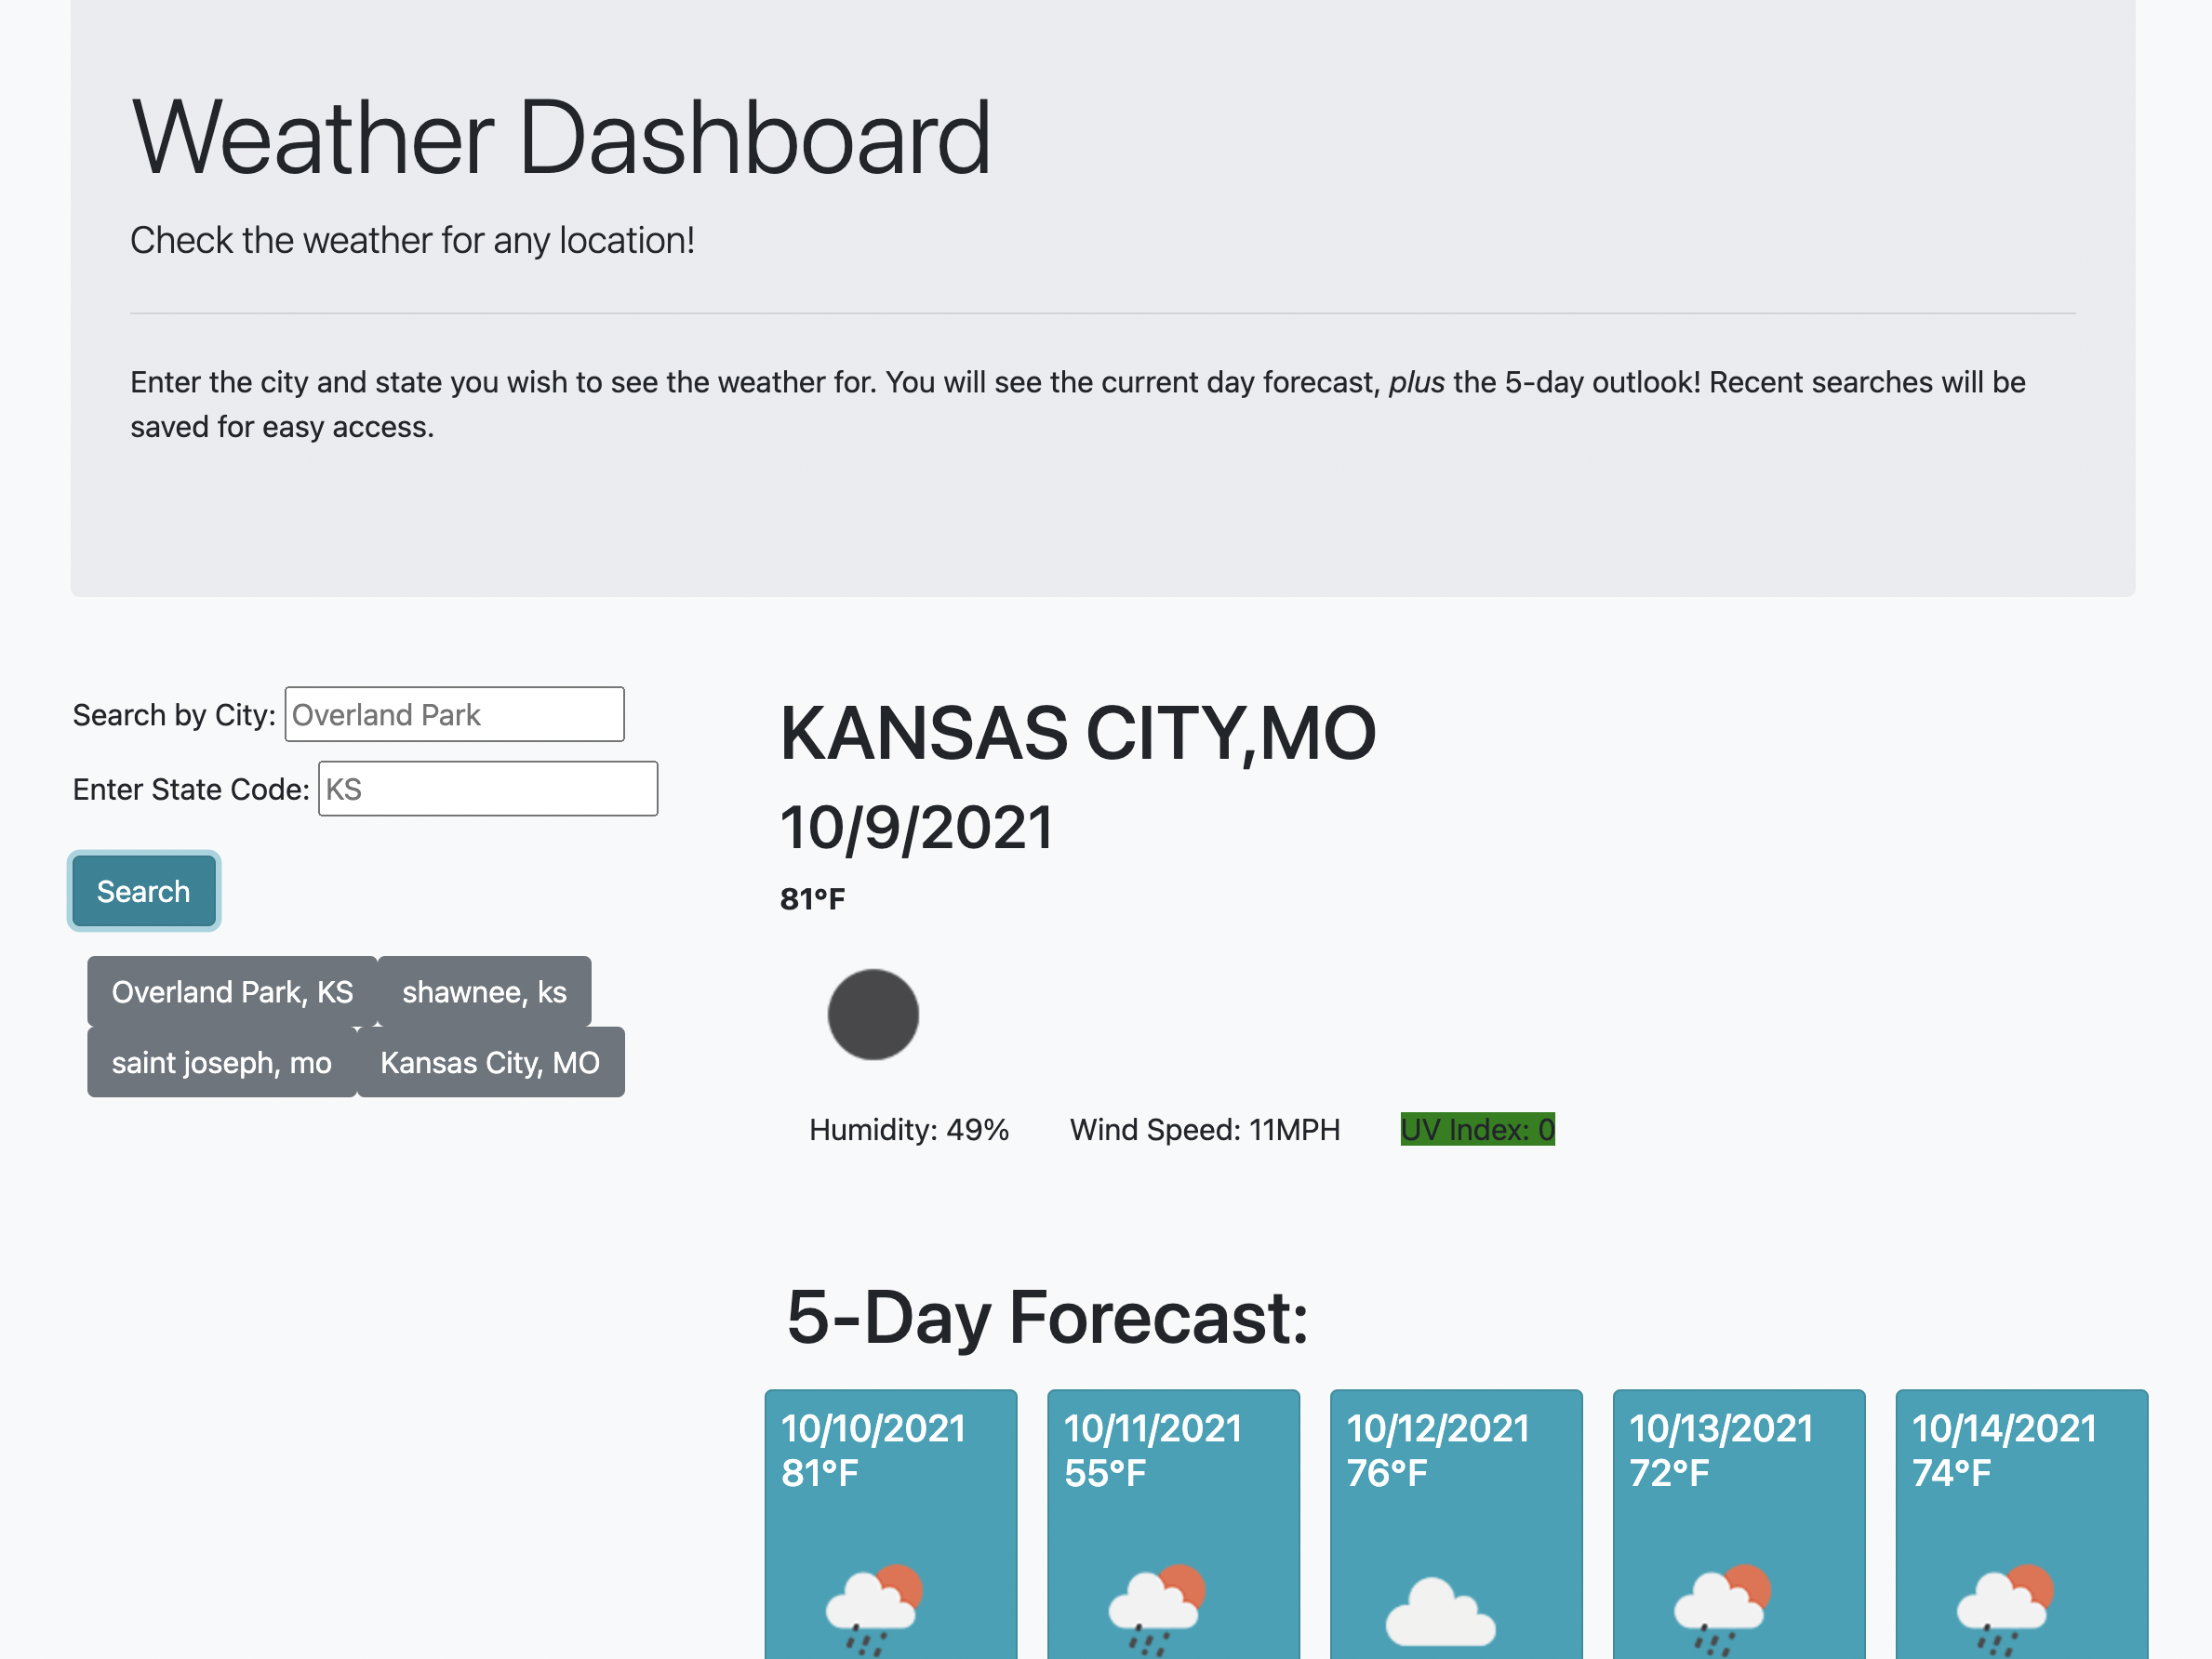 Weather Dashboard
Check the weather for any location!
Enter the city and state you wish to see the weather for. You will see the current day forecast, plus the 5-day outlook! Recent searches will be
saved for easy access.
Search by City: Overland Park
Enter State Code: KS
Search
Overland Park, KS shawnee, ks
saint joseph, mo Kansas City, MO
KANSAS CITY,MO
10/9/2021
81°F
Humidity: 49% Wind Speed: 11MPH UV Index: 0
5-Day Forecast:
10/10/2021
81°F
10/11/2021
55°F
10/12/2021
76°F
10/13/2021
72°F
10/14/2021
74°F